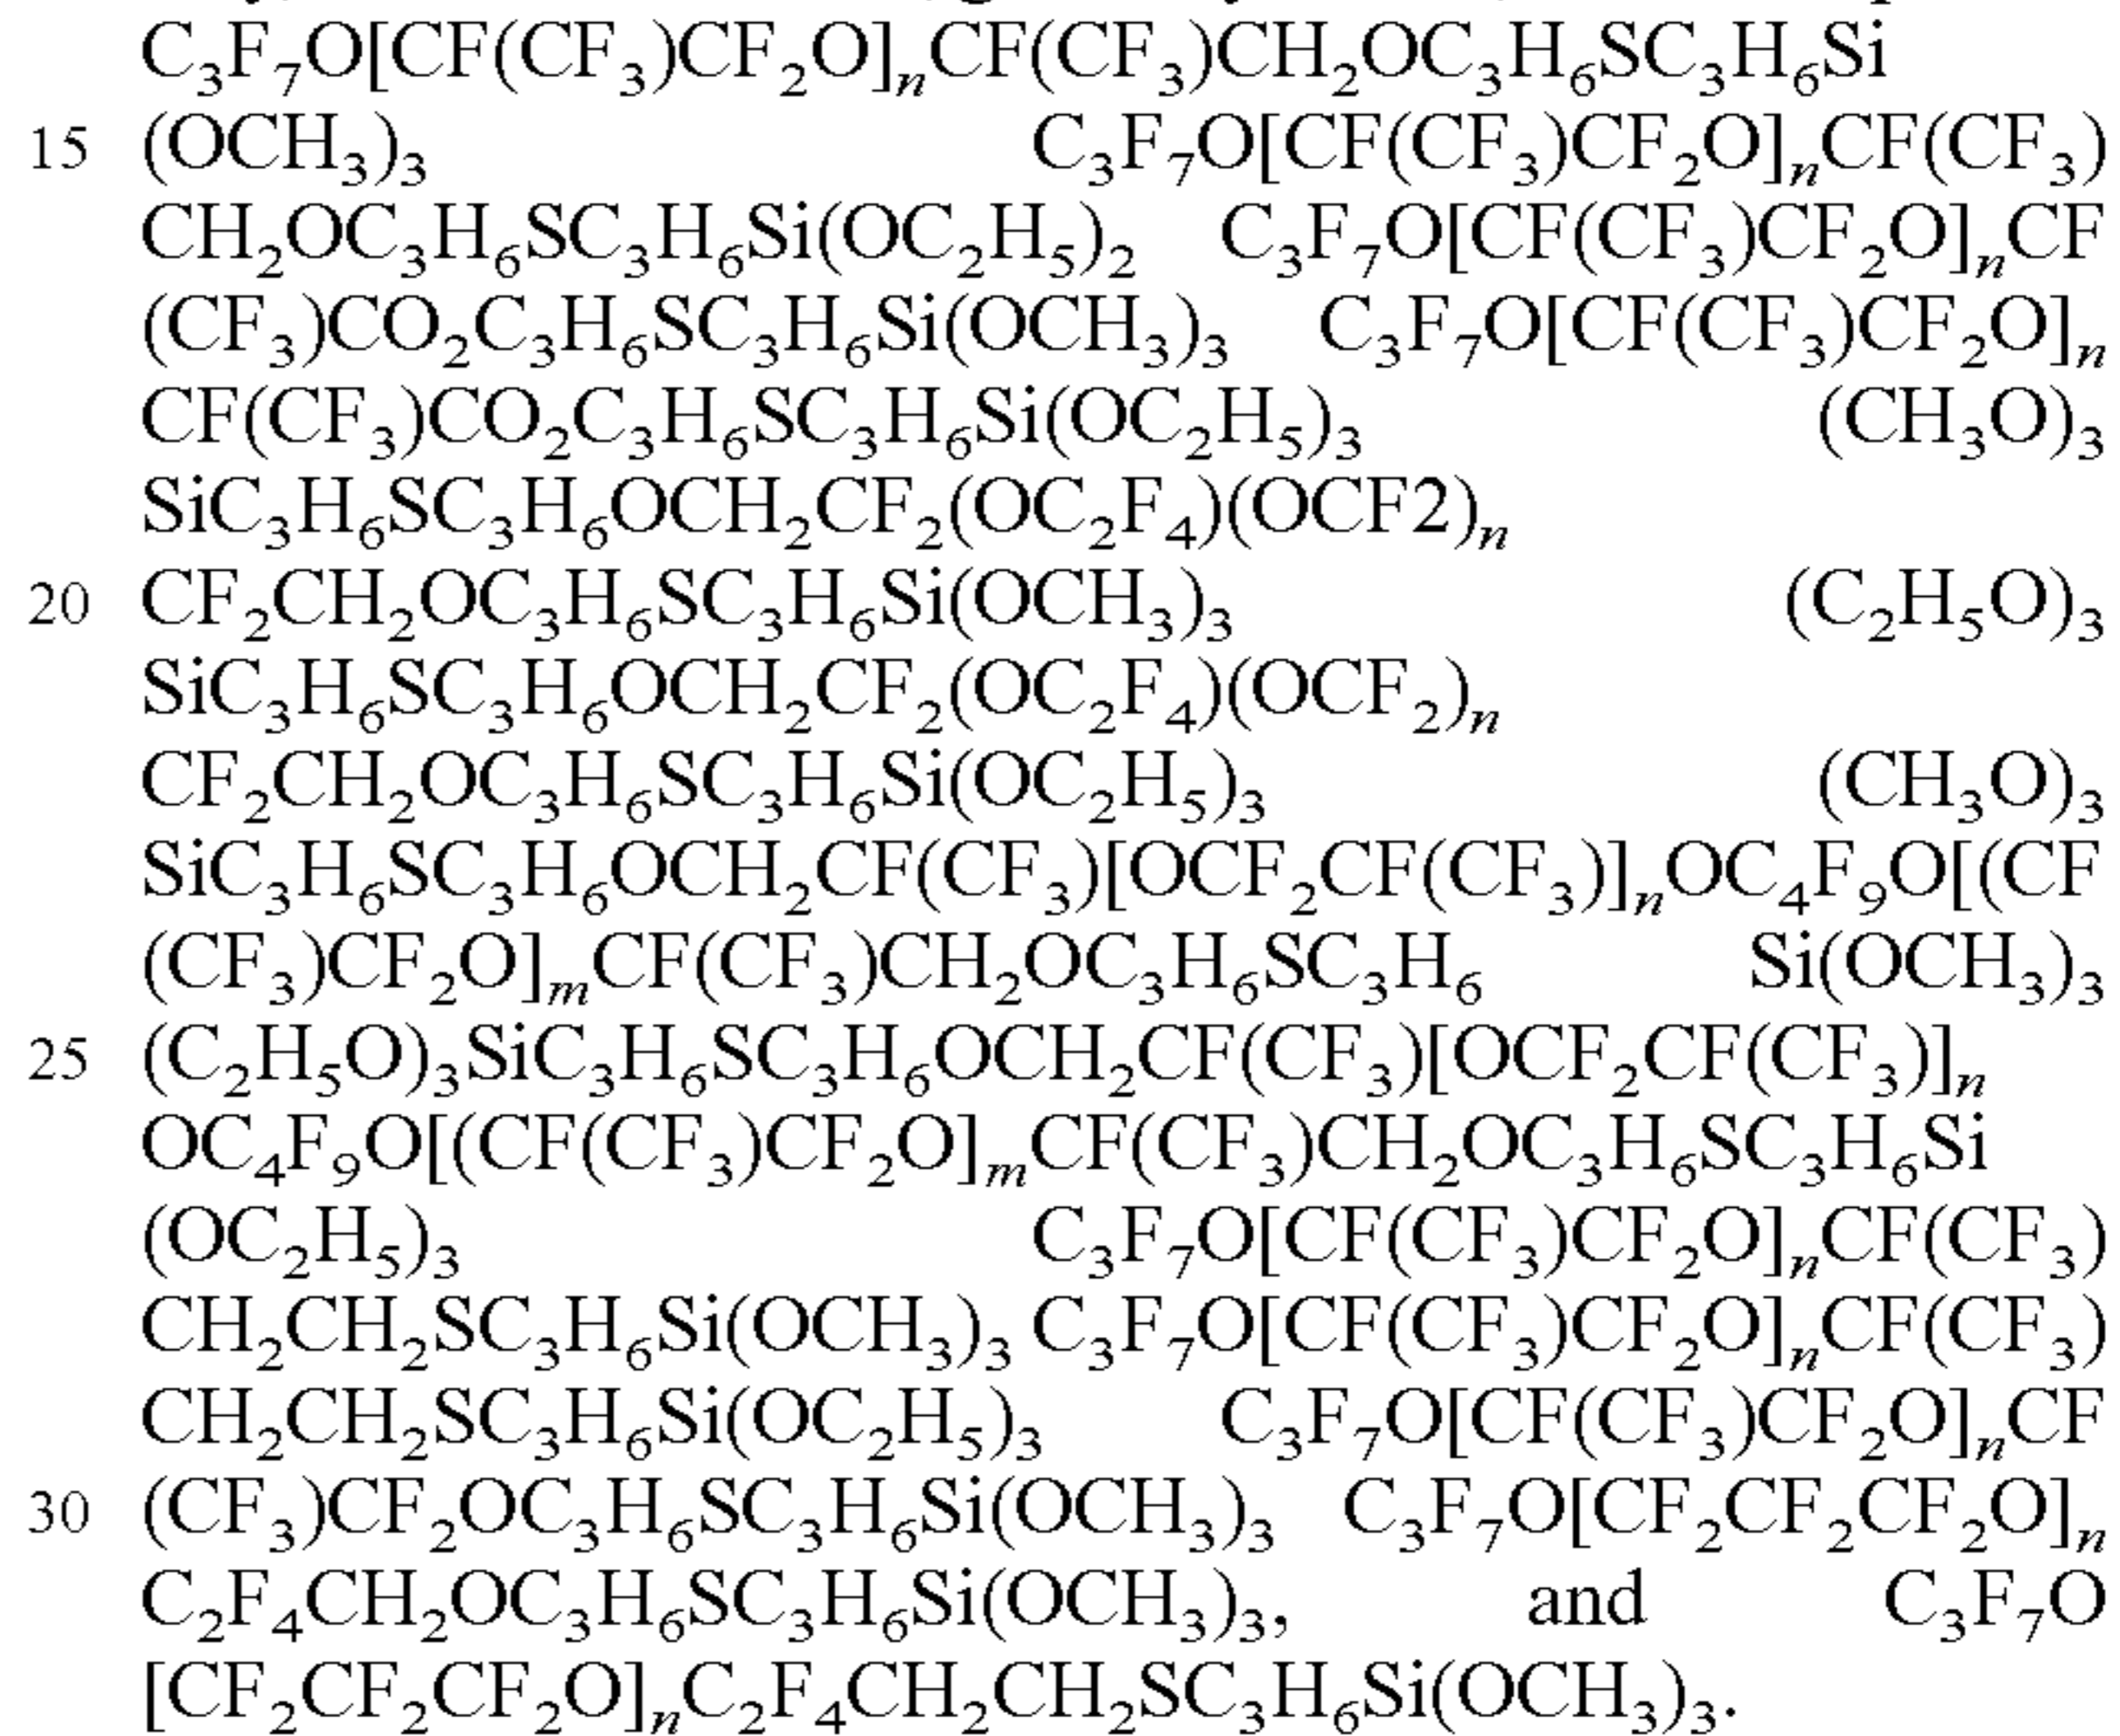 C₃F₇O[CF(CF₃)CF₂O]ₙCF(CF₃)CH₂OC₃H₆SC₃H₆Si
15 (OCH₃)₃ C₃F₇O[CF(CF₃)CF₂O]ₙCF(CF₃)
CH₂OC₃H₆SC₃H₆Si(OC₂H₅)₂ C₃F₇O[CF(CF₃)CF₂O]ₙCF
(CF₃)CO₂C₃H₆SC₃H₆Si(OCH₃)₃ C₃F₇O[CF(CF₃)CF₂O]ₙ
CF(CF₃)CO₂C₃H₆SC₃H₆Si(OC₂H₅)₃ (CH₃O)₃
SiC₃H₆SC₃H₆OCH₂CF₂(OC₂F₄)(OCF2)ₙ
20 CF₂CH₂OC₃H₆SC₃H₆Si(OCH₃)₃ (C₂H₅O)₃
SiC₃H₆SC₃H₆OCH₂CF₂(OC₂F₄)(OCF₂)ₙ
CF₂CH₂OC₃H₆SC₃H₆Si(OC₂H₅)₃ (CH₃O)₃
SiC₃H₆SC₃H₆OCH₂CF(CF₃)[OCF₂CF(CF₃)]ₙOC₄F₉O[(CF
(CF₃)CF₂O]ₘCF(CF₃)CH₂OC₃H₆SC₃H₆ Si(OCH₃)₃
25 (C₂H₅O)₃SiC₃H₆SC₃H₆OCH₂CF(CF₃)[OCF₂CF(CF₃)]ₙ
OC₄F₉O[(CF(CF₃)CF₂O]ₘCF(CF₃)CH₂OC₃H₆SC₃H₆Si
(OC₂H₅)₃ C₃F₇O[CF(CF₃)CF₂O]ₙCF(CF₃)
CH₂CH₂SC₃H₆Si(OCH₃)₃ C₃F₇O[CF(CF₃)CF₂O]ₙCF(CF₃)
CH₂CH₂SC₃H₆Si(OC₂H₅)₃ C₃F₇O[CF(CF₃)CF₂O]ₙCF
30 (CF₃)CF₂OC₃H₆SC₃H₆Si(OCH₃)₃ C₃F₇O[CF₂CF₂CF₂O]ₙ
C₂F₄CH₂OC₃H₆SC₃H₆Si(OCH₃)₃, and C₃F₇O
[CF₂CF₂CF₂O]ₙC₂F₄CH₂CH₂SC₃H₆Si(OCH₃)₃.